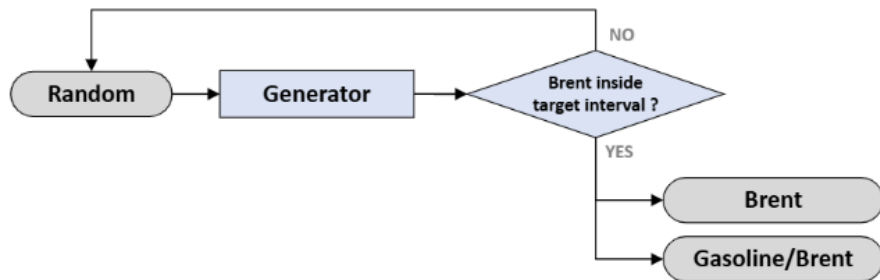 NO
Random
Generator
Brent inside
target interval ?
YES
Brent
Gasoline/Brent